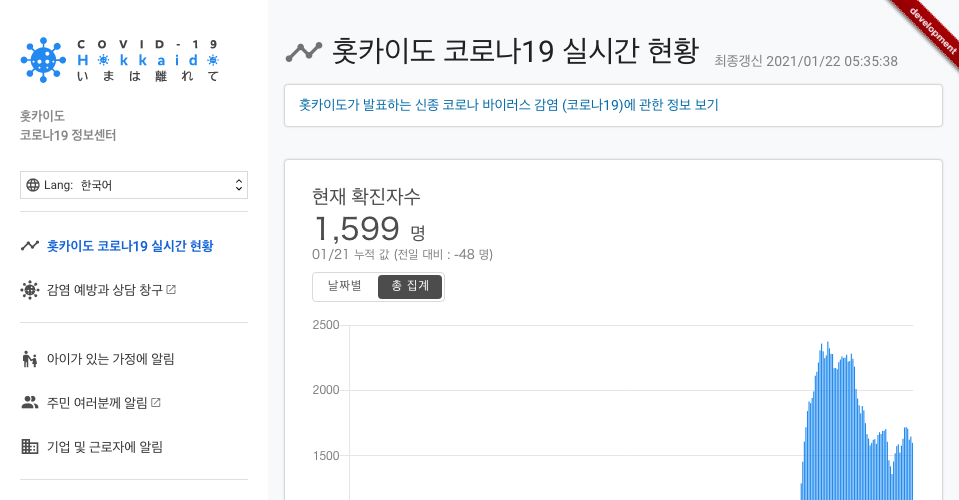 COVID-19
Hokkaido
いまは離れて
홋카이도
코로나19 정보센터
Lang: 한국어
홋카이도 코로나19 실시간 현황
감염 예방과 상담 창구
아이가 있는 가정에 알림
주민 여러분께 알림
기업 및 근로자에 알림
홋카이도 코로나19 실시간 현황
최종갱신 2021/01/22 05:35:38
development
홋카이도가 발표하는 신종 코로나 바이러스 감염 (코로나19)에 관한 정보 보기
현재 확진자수
1,599 명
01/21 누적 값 (전일 대비 : -48 명)
날짜별 총 집계
2500
2000
1500